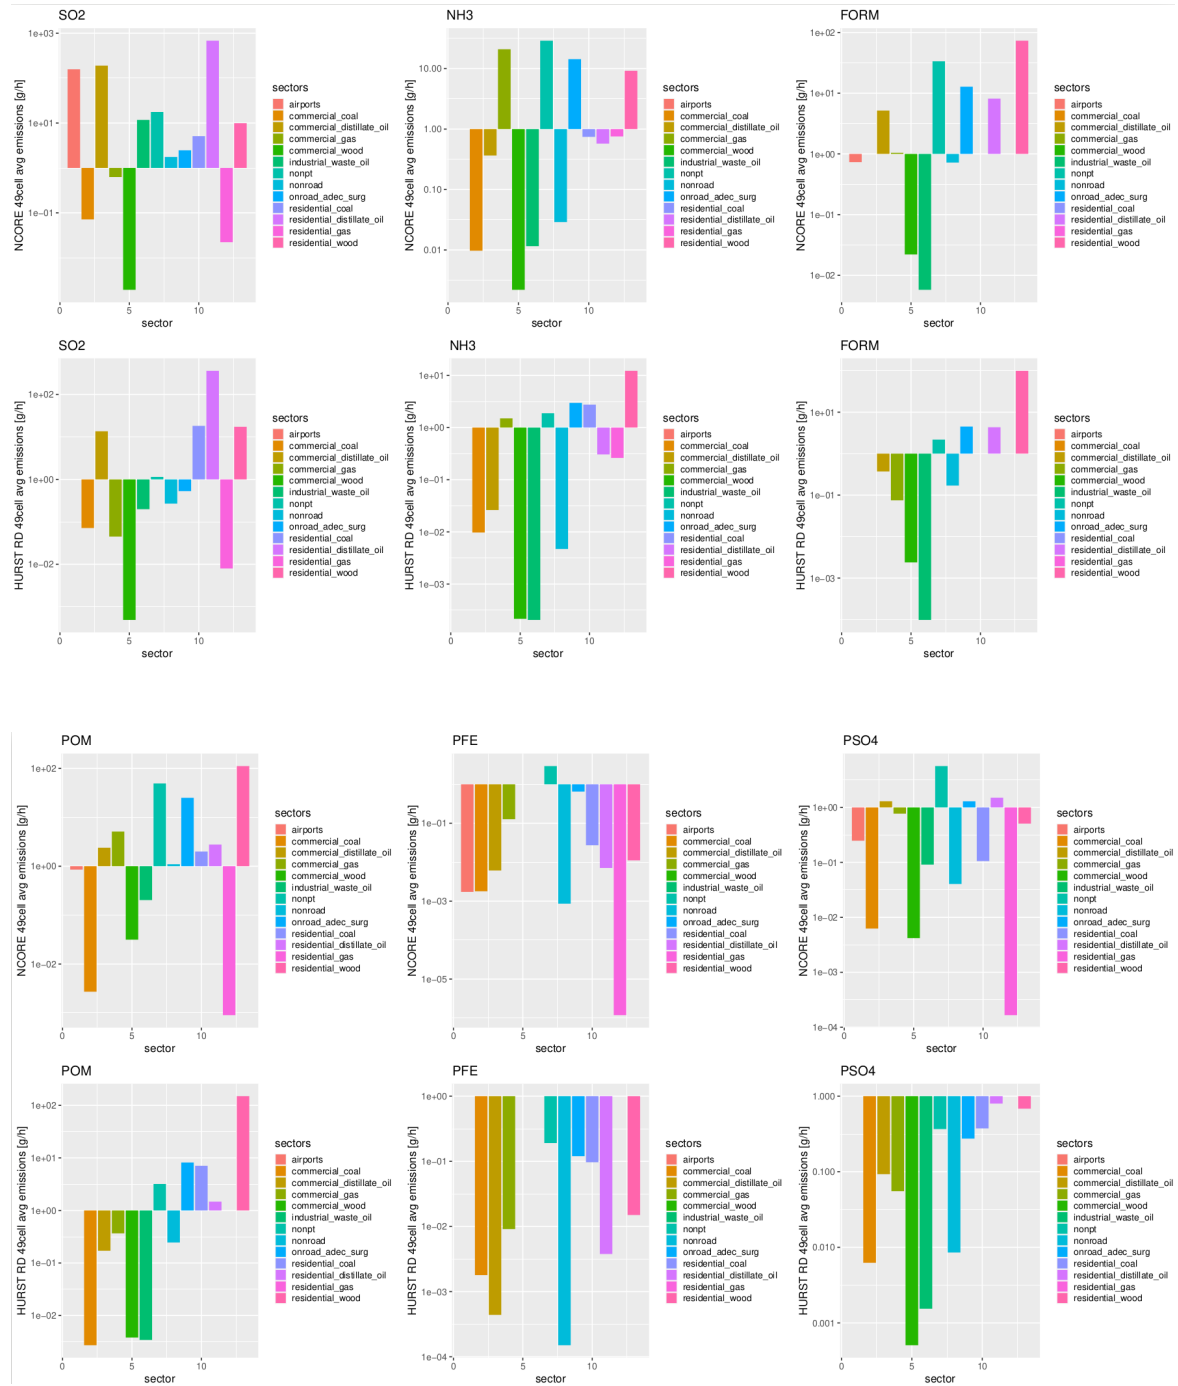 SO2
NCORE 49cell avg emissions [g/h]
1e+03
1e+01
1e-01
0
5
10
sector
sectors
airports
commercial_coal
commercial_distillate_oil
commercial_gas
commercial_wood
industrial_waste_oil
nonpt
nonroad
onroad_adec_surg
residential_coal
residential_distillate_oil
residential_gas
residential_wood
NH3
NCORE 49cell avg emissions [g/h]
10.00
1.00
0.10
0.01
0
5
10
sector
sectors
airports
commercial_coal
commercial_distillate_oil
commercial_gas
commercial_wood
industrial_waste_oil
nonpt
nonroad
onroad_adec_surg
residential_coal
residential_distillate_oil
residential_gas
residential_wood
FORM
NCORE 49cell avg emissions [g/h]
1e+02
1e+01
1e+00
1e-01
1e-02
0
5
10
sector
sectors
airports
commercial_coal
commercial_distillate_oil
commercial_gas
commercial_wood
industrial_waste_oil
nonpt
nonroad
onroad_adec_surg
residential_coal
residential_distillate_oil
residential_gas
residential_wood
SO2
HURST RD 49cell avg emissions [g/h]
1e+02
1e+00
1e-02
0
5
10
sector
sectors
airports
commercial_coal
commercial_distillate_oil
commercial_gas
commercial_wood
industrial_waste_oil
nonpt
nonroad
onroad_adec_surg
residential_coal
residential_distillate_oil
residential_gas
residential_wood
NH3
HURST RD 49cell avg emissions [g/h]
1e+01
1e+00
1e-01
1e-02
1e-03
0
5
10
sector
sectors
airports
commercial_coal
commercial_distillate_oil
commercial_gas
commercial_wood
industrial_waste_oil
nonpt
nonroad
onroad_adec_surg
residential_coal
residential_distillate_oil
residential_gas
residential_wood
FORM
HURST RD 49cell avg emissions [g/h]
1e+01
1e-01
1e-03
0
5
10
sector
sectors
airports
commercial_coal
commercial_distillate_oil
commercial_gas
commercial_wood
industrial_waste_oil
nonpt
nonroad
onroad_adec_surg
residential_coal
residential_distillate_oil
residential_gas
residential_wood
POM
NCORE 49cell avg emissions [g/h]
1e+02
1e+00
1e-02
0
5
10
sector
sectors
airports
commercial_coal
commercial_distillate_oil
commercial_gas
commercial_wood
industrial_waste_oil
nonpt
nonroad
onroad_adec_surg
residential_coal
residential_distillate_oil
residential_gas
residential_wood
PFE
NCORE 49cell avg emissions [g/h]
1e-01
1e-03
1e-05
0
5
10
sector
sectors
airports
commercial_coal
commercial_distillate_oil
commercial_gas
commercial_wood
industrial_waste_oil
nonpt
nonroad
onroad_adec_surg
residential_coal
residential_distillate_oil
residential_gas
residential_wood
PSO4
NCORE 49cell avg emissions [g/h]
1e+00
1e-01
1e-02
1e-03
1e-04
0
5
10
sector
sectors
airports
commercial_coal
commercial_distillate_oil
commercial_gas
commercial_wood
industrial_waste_oil
nonpt
nonroad
onroad_adec_surg
residential_coal
residential_distillate_oil
residential_gas
residential_wood
POM
HURST RD 49cell avg emissions [g/h]
1e+02
1e+01
1e+00
1e-01
1e-02
0
5
10
sector
sectors
airports
commercial_coal
commercial_distillate_oil
commercial_gas
commercial_wood
industrial_waste_oil
nonpt
nonroad
onroad_adec_surg
residential_coal
residential_distillate_oil
residential_gas
residential_wood
PFE
HURST RD 49cell avg emissions [g/h]
1e+00
1e-01
1e-02
1e-03
1e-04
0
5
10
sector
sectors
airports
commercial_coal
commercial_distillate_oil
commercial_gas
commercial_wood
industrial_waste_oil
nonpt
nonroad
onroad_adec_surg
residential_coal
residential_distillate_oil
residential_gas
residential_wood
PSO4
HURST RD 49cell avg emissions [g/h]
1.000
0.100
0.010
0.001
0
5
10
sector
sectors
airports
commercial_coal
commercial_distillate_oil
commercial_gas
commercial_wood
industrial_waste_oil
nonpt
nonroad
onroad_adec_surg
residential_coal
residential_distillate_oil
residential_gas
residential_wood